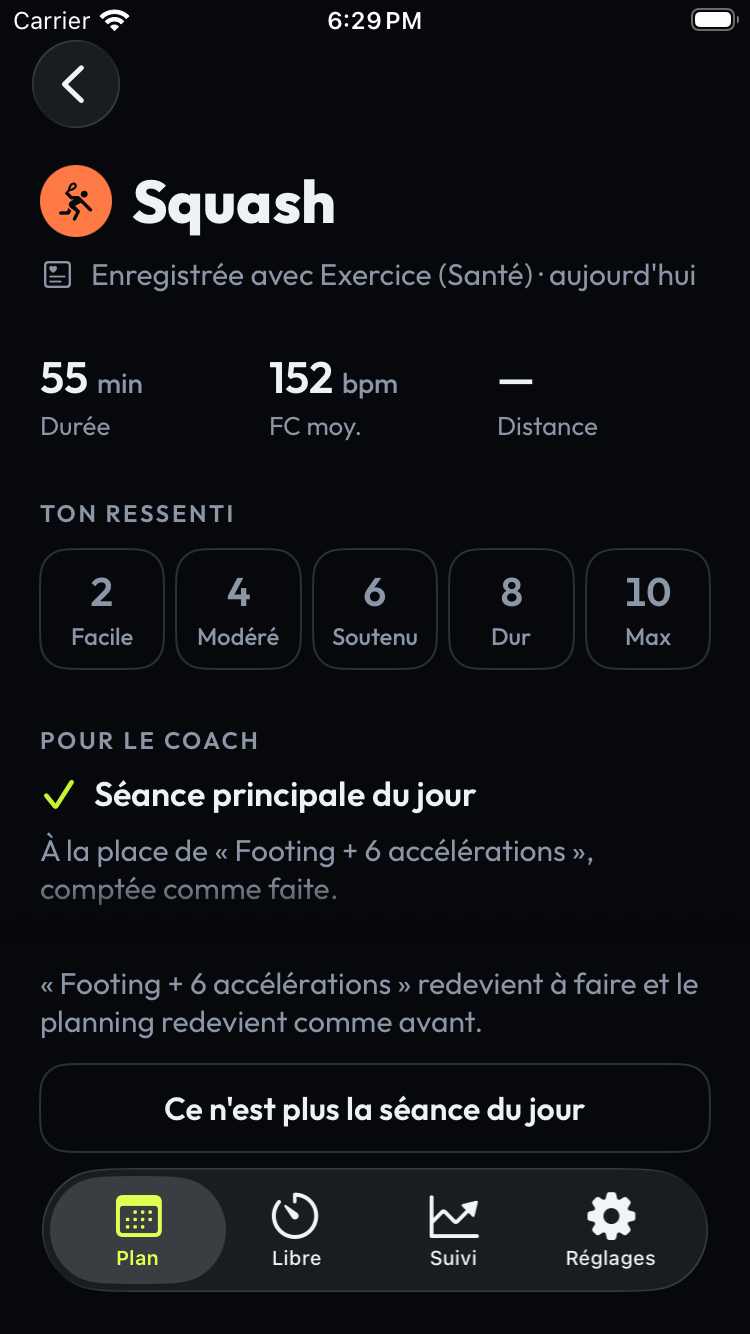 Carrier 6:29 PM
Squash
Enregistrée avec Exercice (Santé) · aujourd'hui
55 min 152 bpm —
Durée FC moy. Distance
TON RESSENTI
2 4 6 8 10
Facile Modéré Soutenu Dur Max
POUR LE COACH
Séance principale du jour
À la place de « Footing + 6 accélérations »,
comptée comme faite.
« Footing + 6 accélérations » redevient à faire et le
planning redevient comme avant.
Ce n'est plus la séance du jour
Plan Libre Suivi Réglages